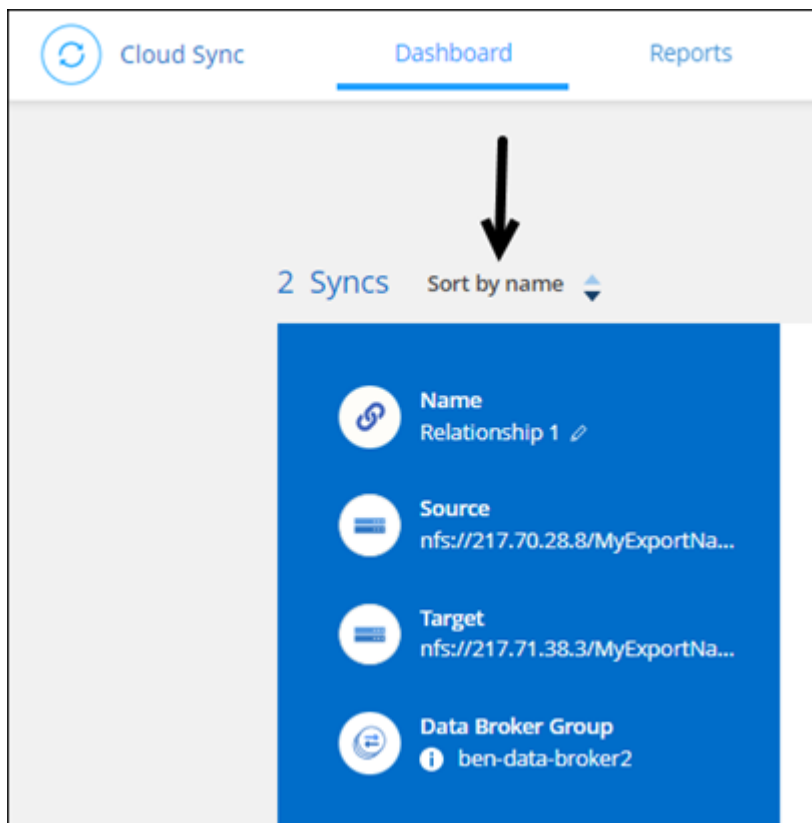 Cloud Sync
Dashboard
Reports
2 Syncs
Sort by name
Name
Relationship 1
Source
nfs://217.70.28.8/MyExportNa...
Target
nfs://217.71.38.3/MyExportNa...
Data Broker Group
ben-data-broker2